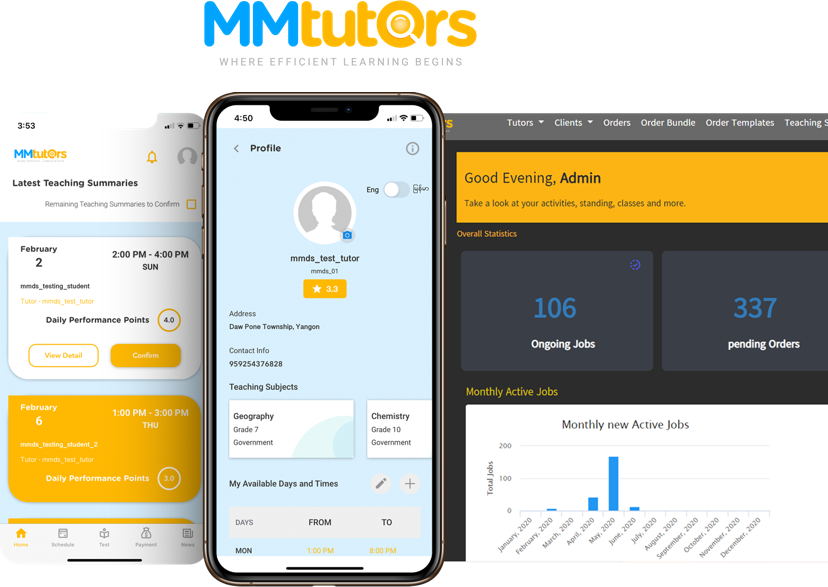 MMtutors
WHERE EFFICIENT LEARNING BEGINS
3:53
MMtutors
Latest Teaching Summaries
Remaining Teaching Summaries to Confirm
February
2
2:00 PM - 4:00 PM
SUN
mmds_testing_student
Tutor - mmds_test_tutor
Daily Performance Points 4.0
View Detail
Confirm
February
6
1:00 PM - 3:00 PM
THU
mmds_testing_student_2
Tutor - mmds_test_tutor
Daily Performance Points 3.0
Home
Schedule
Test
Payment
News
4:50
Profile
Eng
mmds_test_tutor
mmds_01
3.3
Address
Daw Pone Township, Yangon
Contact Info
959254376828
Teaching Subjects
Geography
Grade 7
Government
Chemistry
Grade 10
Government
My Available Days and Times
DAYS FROM TO
MON 1:00 PM 8:00 PM
Tutors Clients Orders Order Bundle Order Templates Teaching S
Good Evening, Admin
Take a look at your activities, standing, classes and more.
Overall Statistics
106
Ongoing Jobs
337
pending Orders
Monthly Active Jobs
Monthly new Active Jobs
Total Jobs
200
100
0
January, 2020
February, 2020
March, 2020
April, 2020
May, 2020
June, 2020
July, 2020
August, 2020
September, 2020
October, 2020
November, 2020
December, 2020